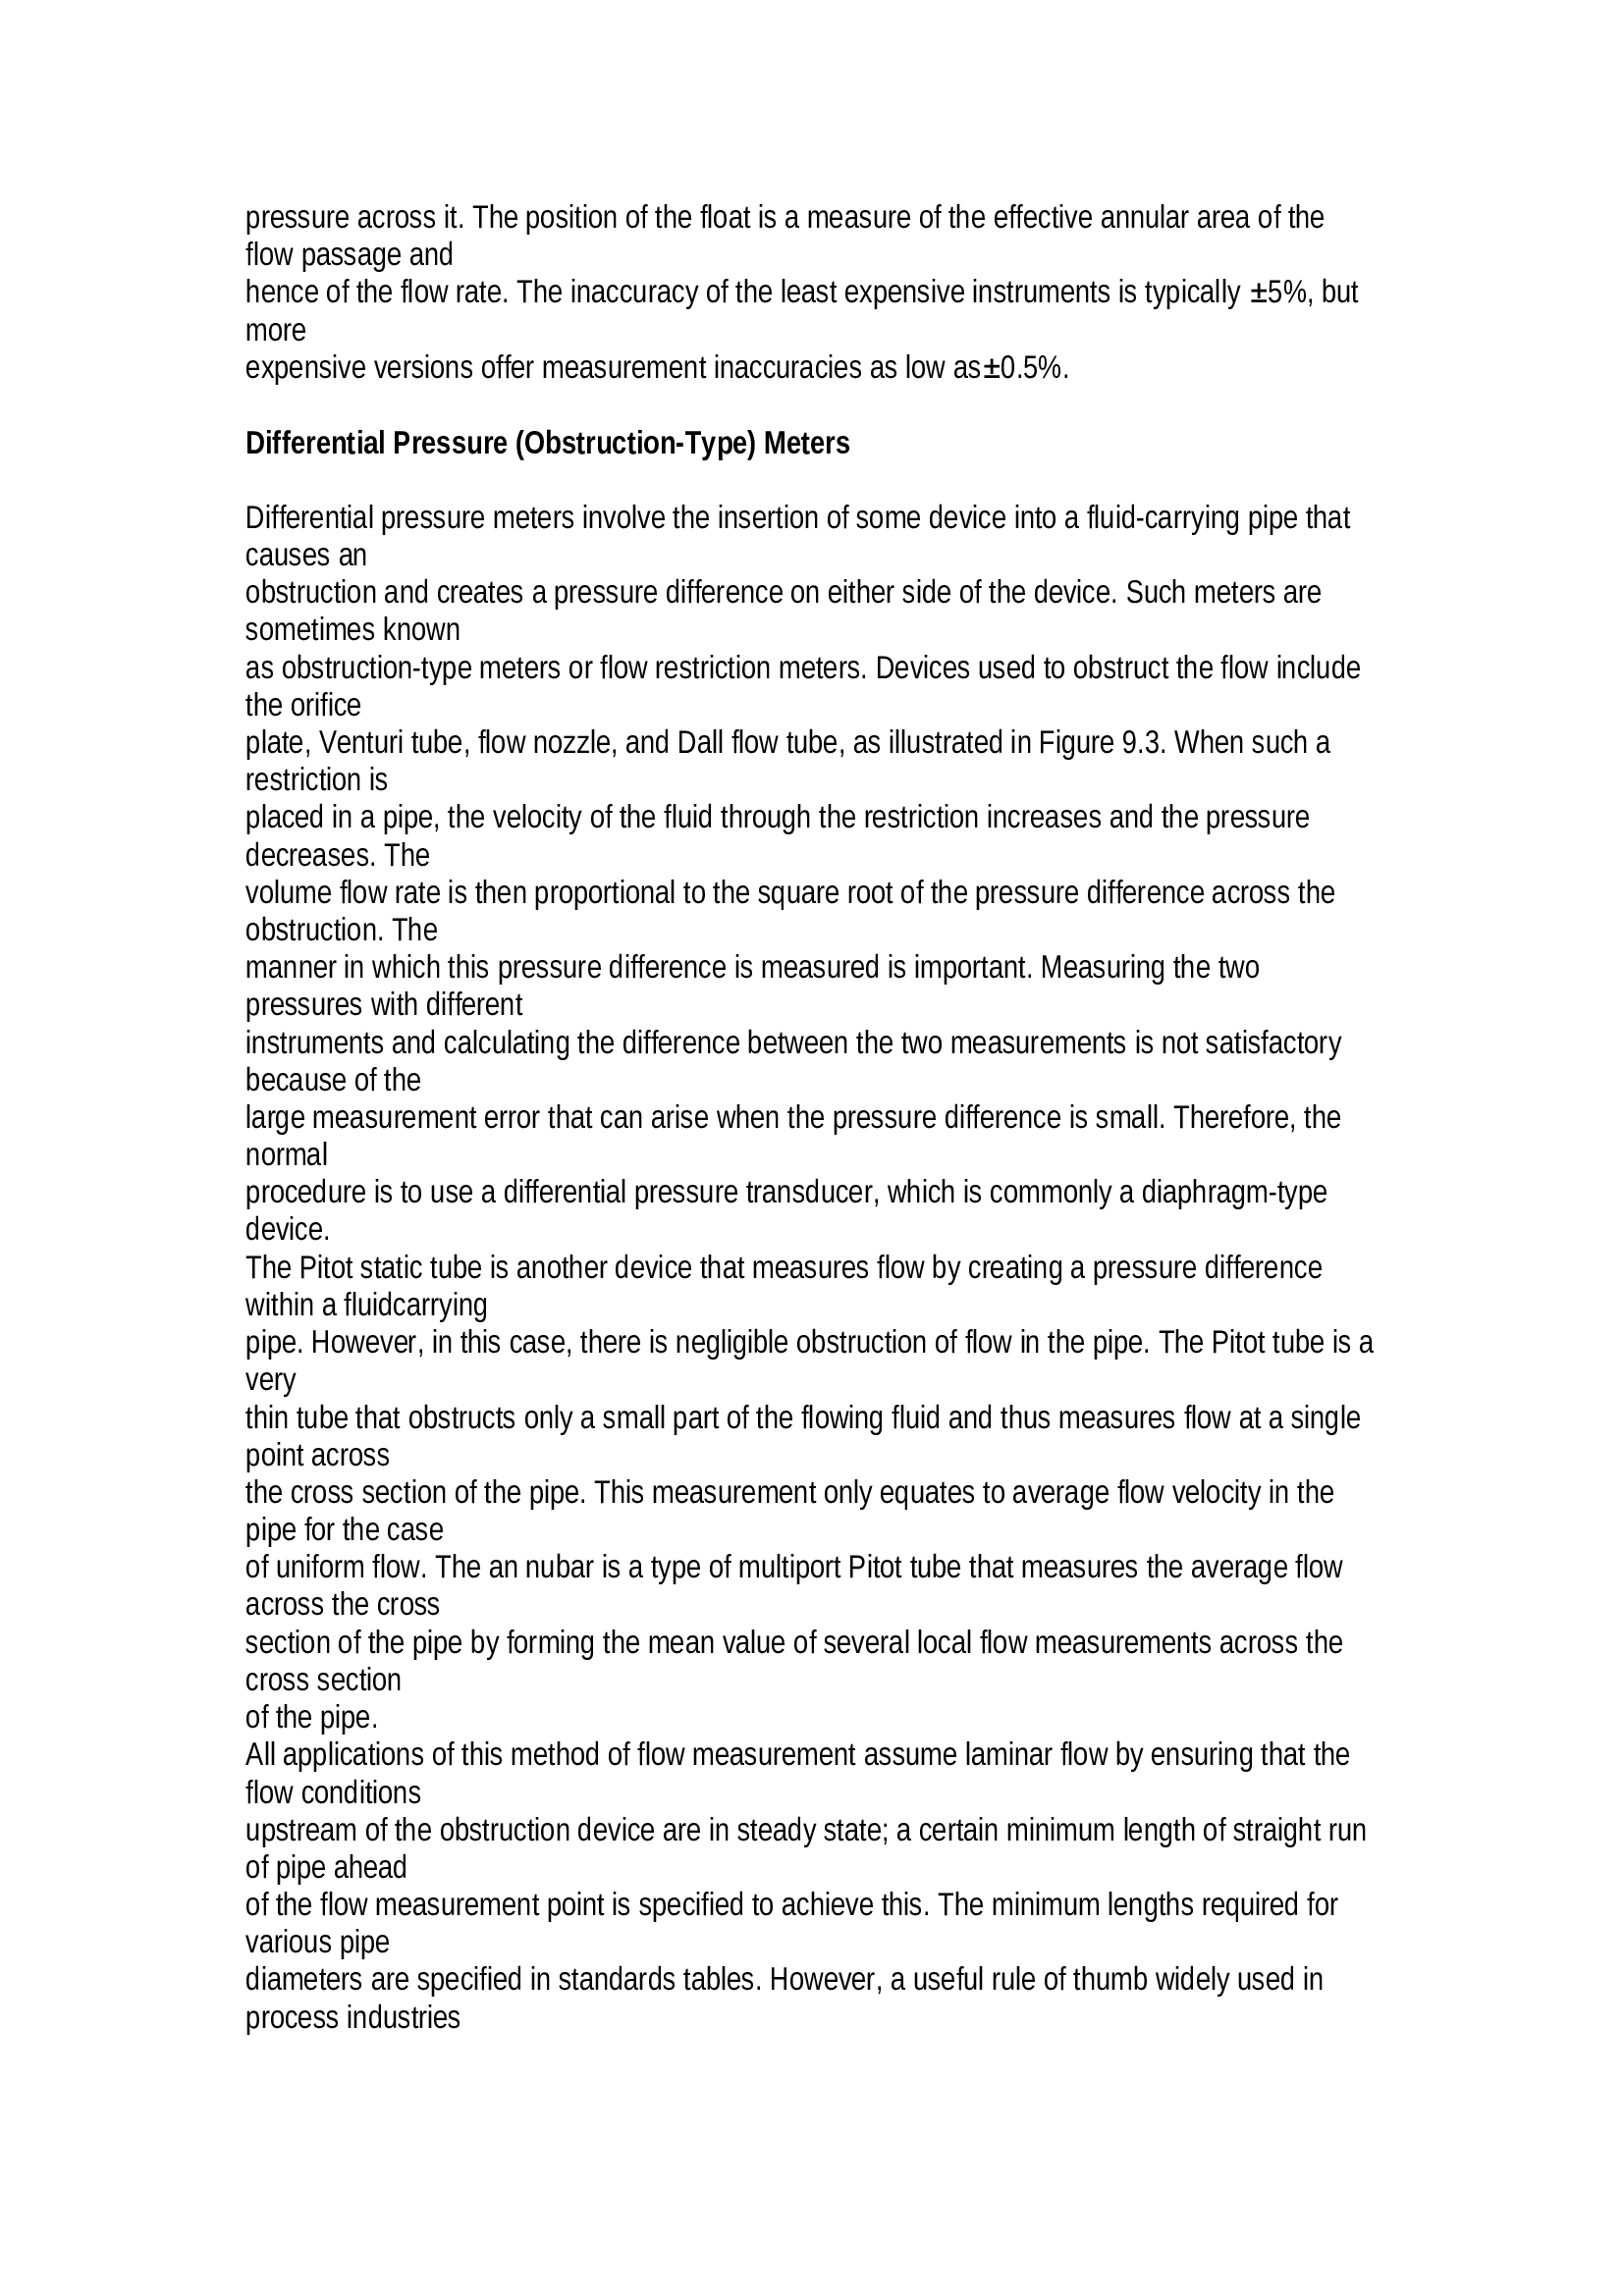 pressure across it. The position of the float is a measure of the effective annular area of the
flow passage and
hence of the flow rate. The inaccuracy of the least expensive instruments is typically ±5%, but
more
expensive versions offer measurement inaccuracies as low as±0.5%.
Differential Pressure (Obstruction-Type) Meters
Differential pressure meters involve the insertion of some device into a fluid-carrying pipe that
causes an
obstruction and creates a pressure difference on either side of the device. Such meters are
sometimes known
as obstruction-type meters or flow restriction meters. Devices used to obstruct the flow include
the orifice
plate, Venturi tube, flow nozzle, and Dall flow tube, as illustrated in Figure 9.3. When such a
restriction is
placed in a pipe, the velocity of the fluid through the restriction increases and the pressure
decreases. The
volume flow rate is then proportional to the square root of the pressure difference across the
obstruction. The
manner in which this pressure difference is measured is important. Measuring the two
pressures with different
instruments and calculating the difference between the two measurements is not satisfactory
because of the
large measurement error that can arise when the pressure difference is small. Therefore, the
normal
procedure is to use a differential pressure transducer, which is commonly a diaphragm-type
device.
The Pitot static tube is another device that measures flow by creating a pressure difference
within a fluidcarrying
pipe. However, in this case, there is negligible obstruction of flow in the pipe. The Pitot tube is a
very
thin tube that obstructs only a small part of the flowing fluid and thus measures flow at a single
point across
the cross section of the pipe. This measurement only equates to average flow velocity in the
pipe for the case
of uniform flow. The an nubar is a type of multiport Pitot tube that measures the average flow
across the cross
section of the pipe by forming the mean value of several local flow measurements across the
cross section
of the pipe.
All applications of this method of flow measurement assume laminar flow by ensuring that the
flow conditions
upstream of the obstruction device are in steady state; a certain minimum length of straight run
of pipe ahead
of the flow measurement point is specified to achieve this. The minimum lengths required for
various pipe
diameters are specified in standards tables. However, a useful rule of thumb widely used in
process industries